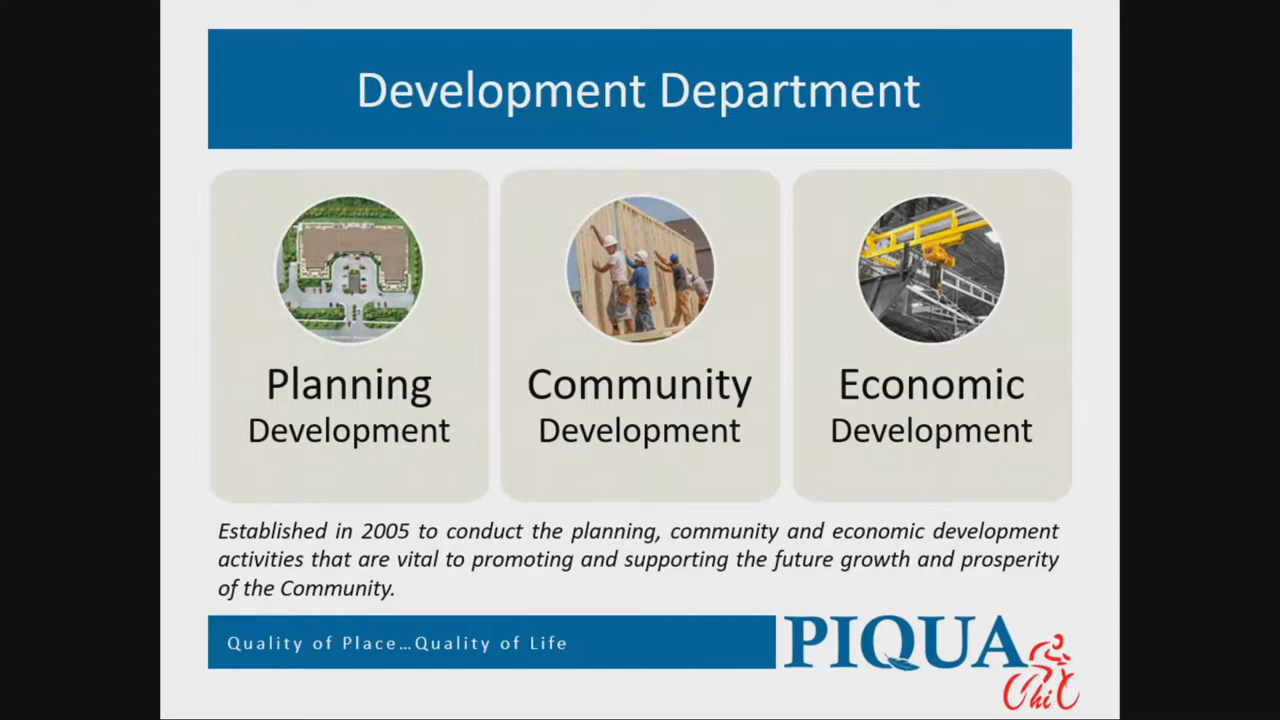 Development Department
Planning
Development
Community
Development
Economic
Development
Established in 2005 to conduct the planning, community and economic development
activities that are vital to promoting and supporting the future growth and prosperity
of the Community.
Quality of Place…Quality of Life
PIQUA
OhiO